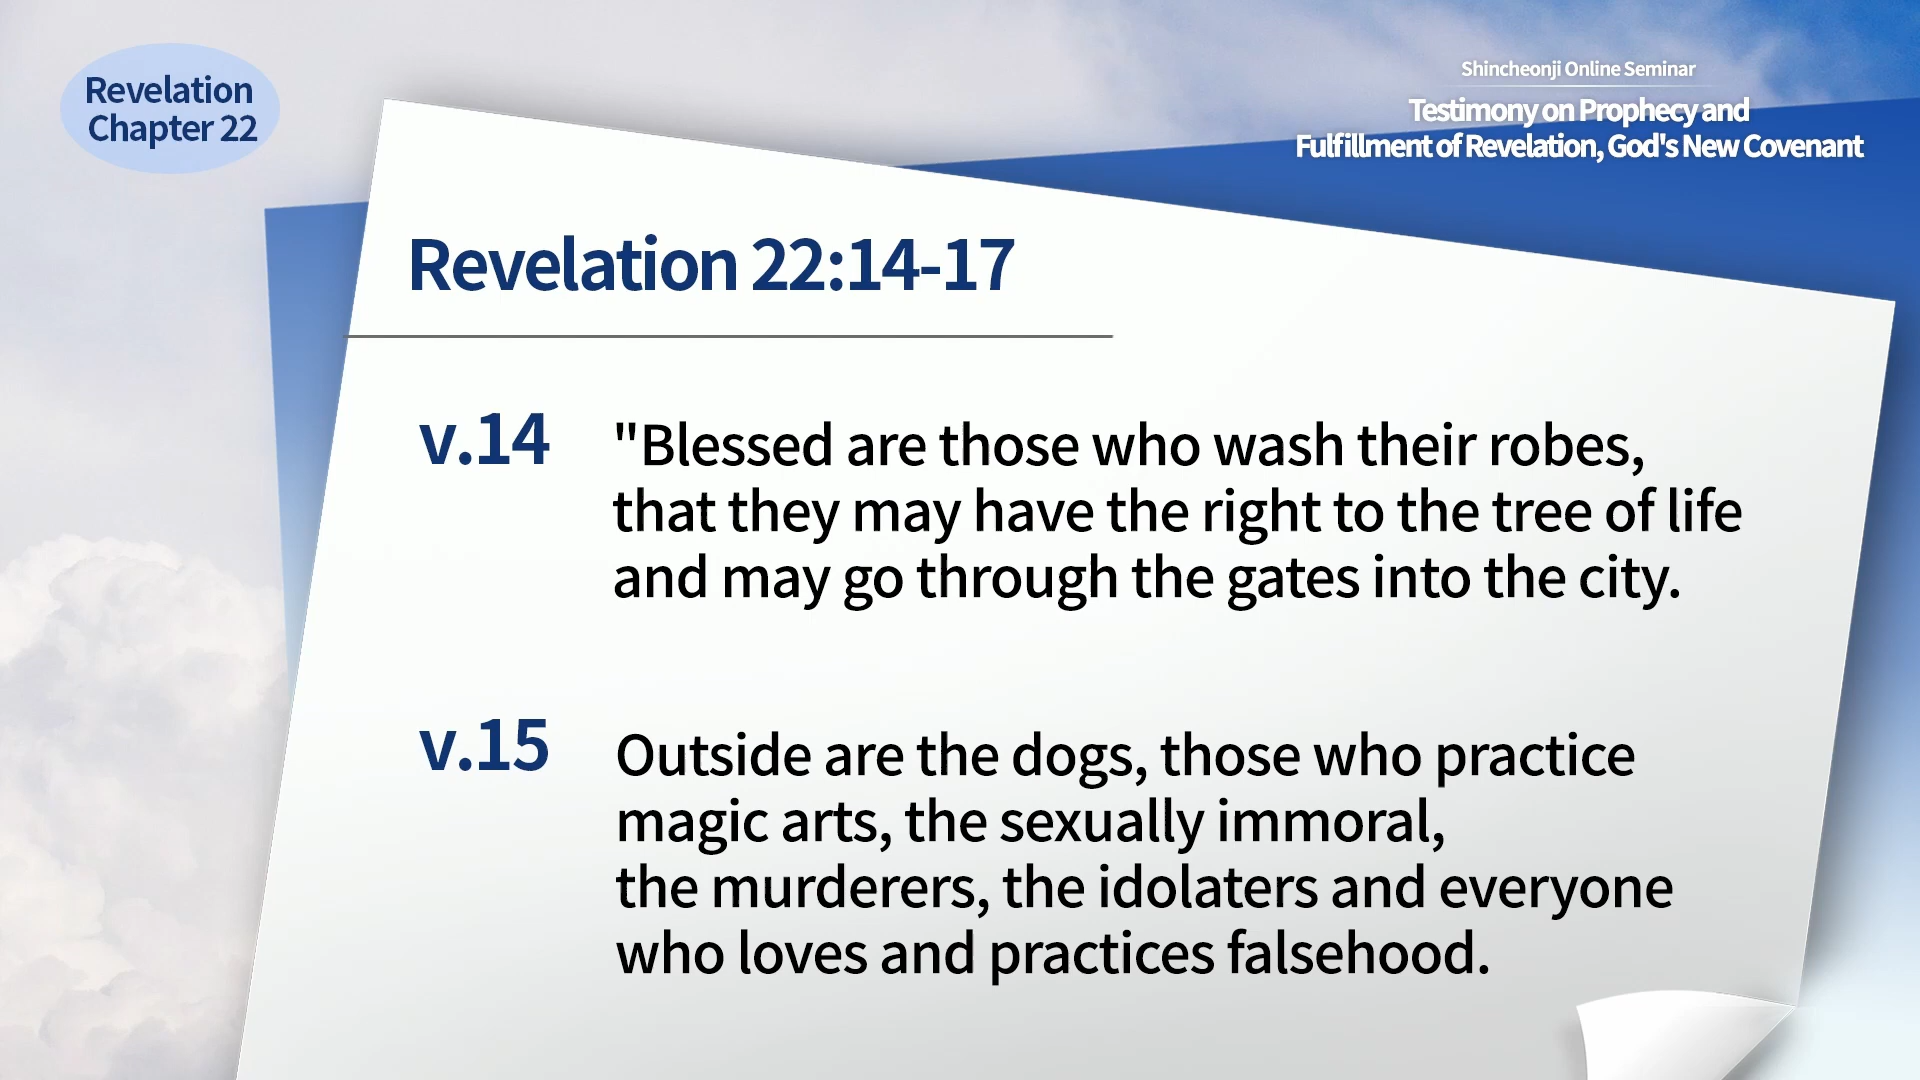 Revelation
Chapter 22
Shincheonji Online Seminar
Testimony on Prophecy and
Fulfillment of Revelation, God's New Covenant
Revelation 22:14-17
v.14
"Blessed are those who wash their robes,
that they may have the right to the tree of life
and may go through the gates into the city.
v.15
Outside are the dogs, those who practice
magic arts, the sexually immoral,
the murderers, the idolaters and everyone
who loves and practices falsehood.